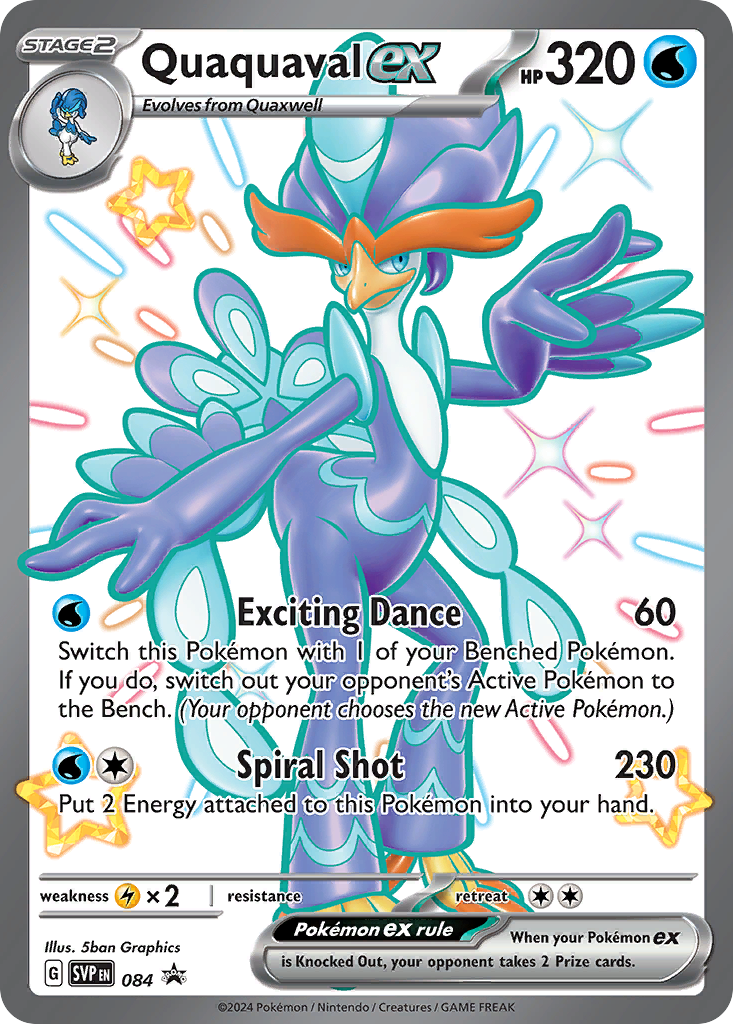 STAGE2
Quaquaval ex
HP320
Evolves from Quaxwell
Exciting Dance 60
Switch this Pokémon with 1 of your Benched Pokémon.
If you do, switch out your opponent's Active Pokémon to
the Bench. (Your opponent chooses the new Active Pokémon.)
Spiral Shot 230
Put 2 Energy attached to this Pokémon into your hand.
weakness ×2 resistance retreat
Illus. 5ban Graphics
Pokémon ex rule When your Pokémon ex
is Knocked Out, your opponent takes 2 Prize cards.
G SVP EN 084
©2024 Pokémon / Nintendo / Creatures / GAME FREAK